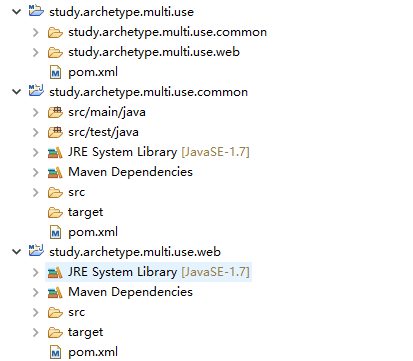 study.archetype.multi.use
study.archetype.multi.use.common
study.archetype.multi.use.web
pom.xml
study.archetype.multi.use.common
src/main/java
src/test/java
JRE System Library [JavaSE-1.7]
Maven Dependencies
src
target
pom.xml
study.archetype.multi.use.web
JRE System Library [JavaSE-1.7]
Maven Dependencies
src
target
pom.xml